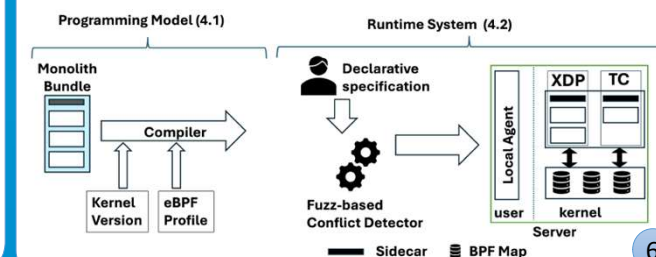 Programming Model (4.1)
Runtime System (4.2)
Monolith
Bundle
Compiler
Kernel
Version
eBPF
Profile
Declarative
specification
Fuzz-based
Conflict Detector
Local Agent
XDP
TC
user
kernel
Server
Sidecar
BPF Map
6